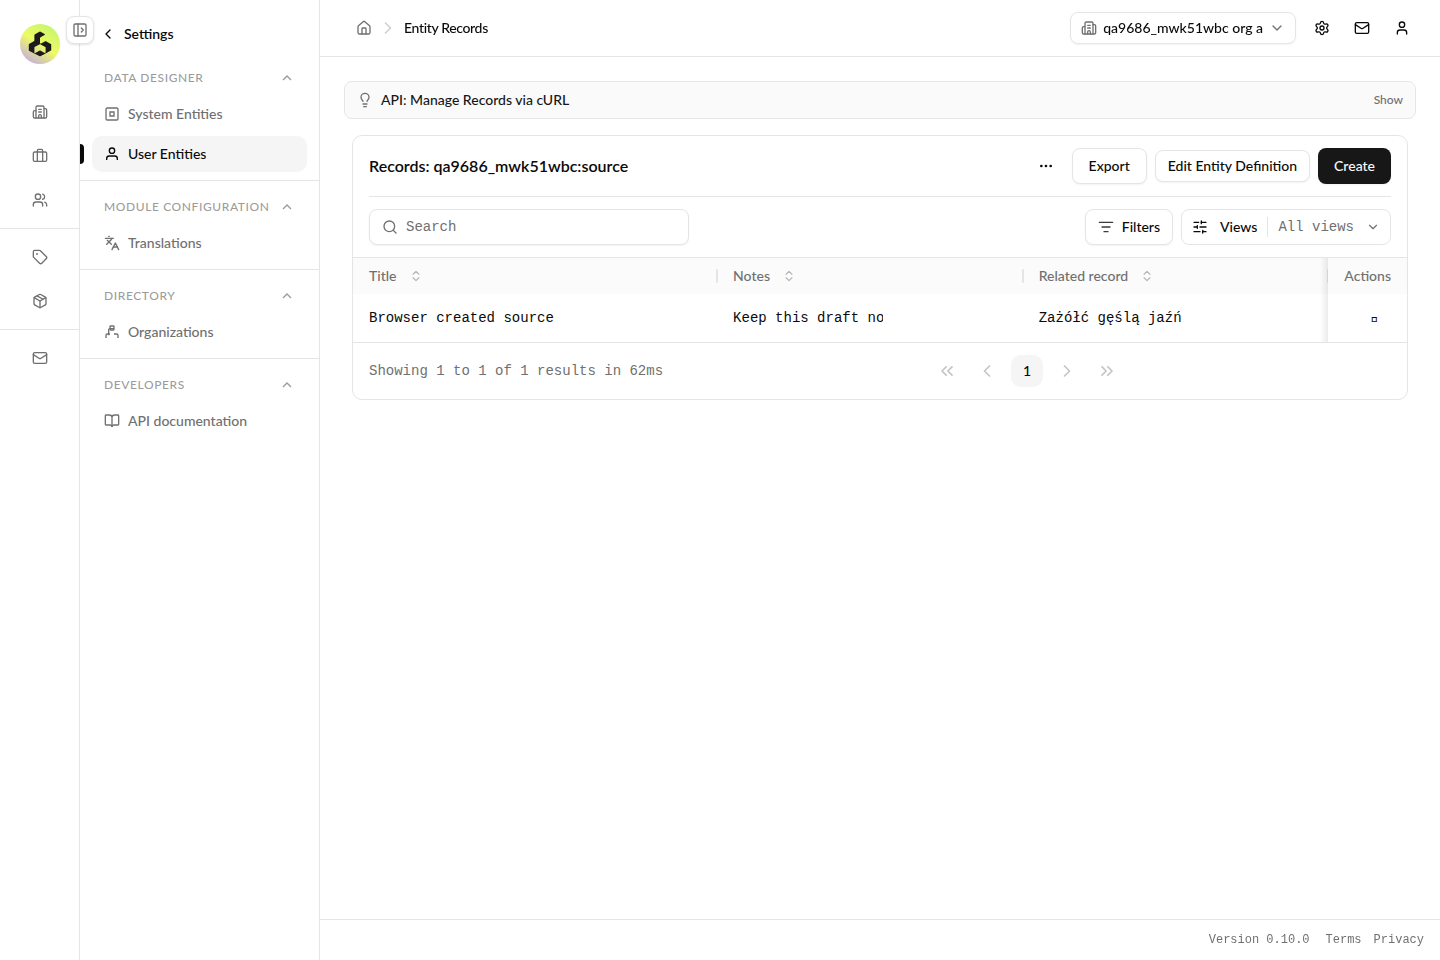 Settings
DATA DESIGNER
System Entities
User Entities
MODULE CONFIGURATION
Translations
DIRECTORY
Organizations
DEVELOPERS
API documentation
Entity Records
qa9686_mwk51wbc org a
API: Manage Records via cURL
Show
Records: qa9686_mwk51wbc:source
Export
Edit Entity Definition
Create
Search
Filters
Views
All views
Title
Notes
Related record
Actions
Browser created source
Keep this draft no
Zażółć gęślą jaźń
Showing 1 to 1 of 1 results in 62ms
1
Version 0.10.0
Terms
Privacy